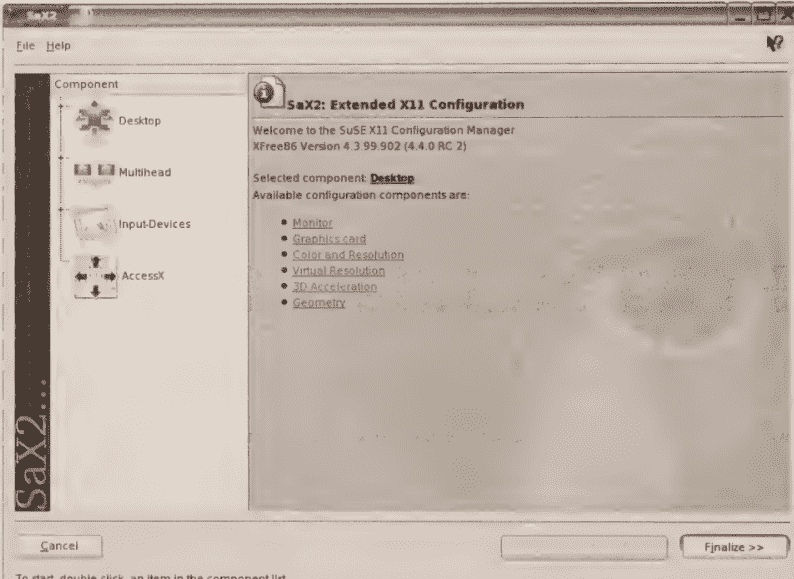 SaX2
File Help
Component
Desktop
Multihead
Input-Devices
AccessX
SaX2...
SaX2: Extended X11 Configuration
Welcome to the SuSE X11 Configuration Manager
XFree86 Version 4.3.99.902 (4.4.0 RC 2)
Selected component: Desktop
Available configuration components are:
Monitor
Graphics card
Color and Resolution
Virtual Resolution
3D Acceleration
Geometry
Cancel
Finalize >>
To start, double click, an item in the component list